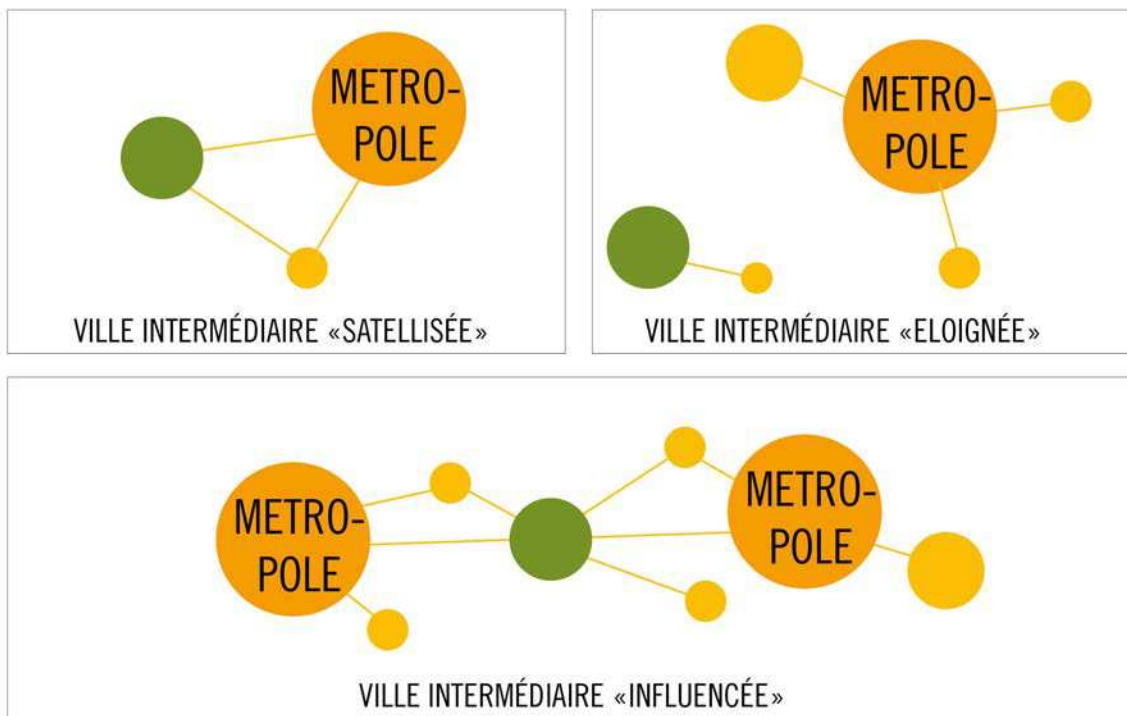 METRO-
POLE
VILLE INTERMÉDIAIRE «SATELLISÉE»
METRO-
POLE
VILLE INTERMÉDIAIRE «ELOIGNÉE»
METRO-
POLE
METRO-
POLE
VILLE INTERMÉDIAIRE «INFLUENCÉE»